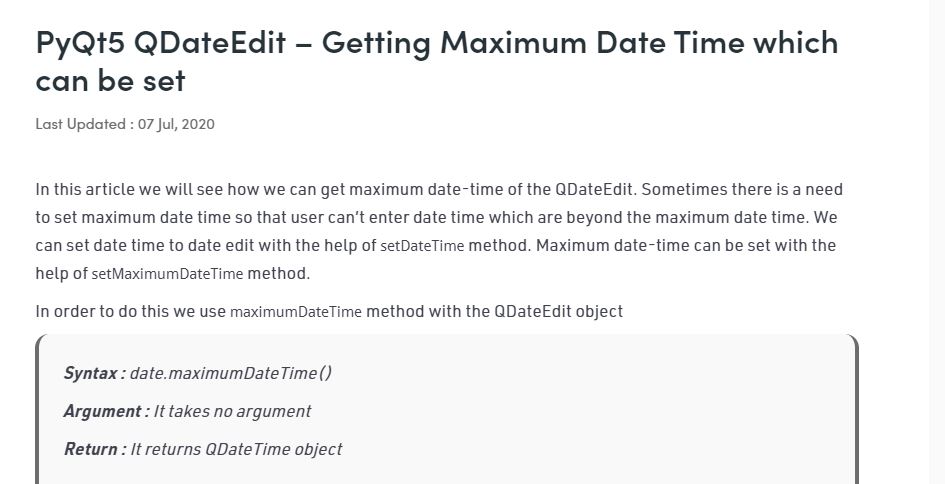 PyQt5 QDateEdit – Getting Maximum Date Time which
can be set
Last Updated : 07 Jul, 2020
In this article we will see how we can get maximum date-time of the QDateEdit. Sometimes there is a need
to set maximum date time so that user can’t enter date time which are beyond the maximum date time. We
can set date time to date edit with the help of setDateTime method. Maximum date-time can be set with the
help of setMaximumDateTime method.
In order to do this we use maximumDateTime method with the QDateEdit object
Syntax : date.maximumDateTime()
Argument : It takes no argument
Return : It returns QDateTime object